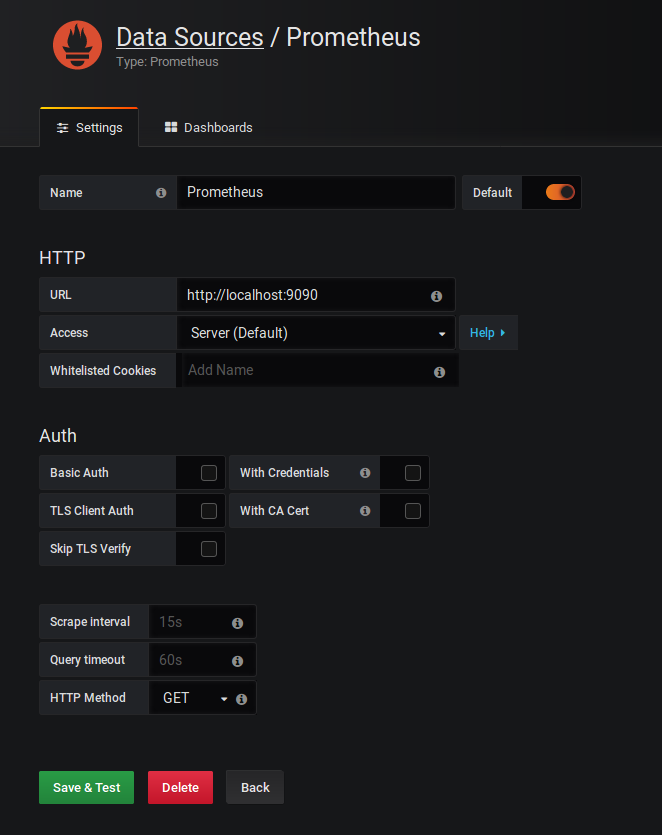 Data Sources / Prometheus
Type: Prometheus
Settings Dashboards
Name Prometheus Default
HTTP
URL http://localhost:9090
Access Server (Default) Help
Whitelisted Cookies Add Name
Auth
Basic Auth With Credentials
TLS Client Auth With CA Cert
Skip TLS Verify
Scrape interval 15s
Query timeout 60s
HTTP Method GET
Save & Test Delete Back